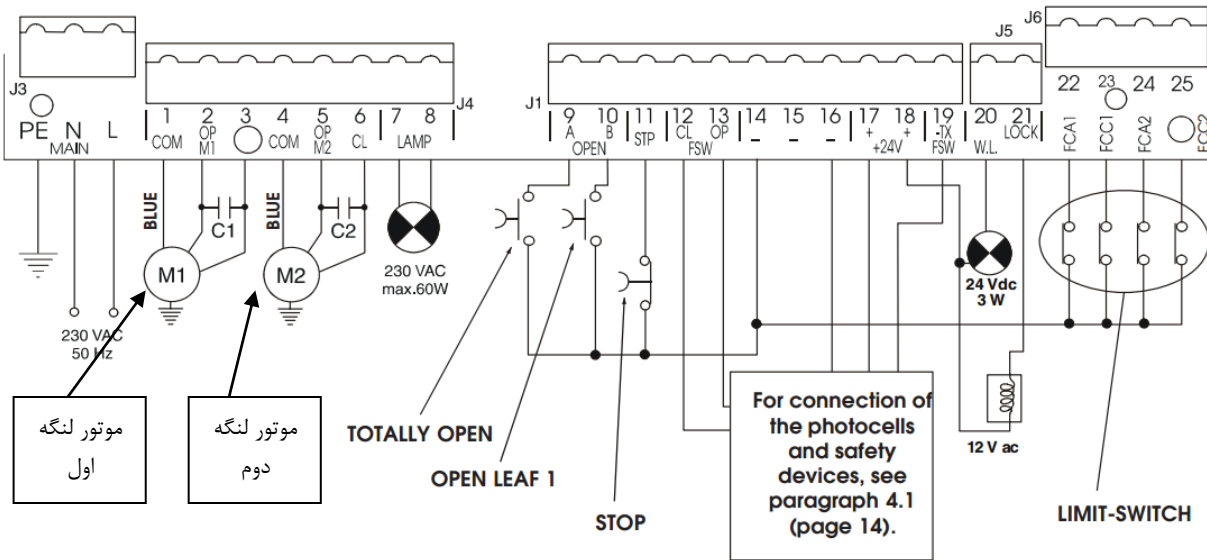 J3
PE N L
MAIN
1 2 3 4 5 6 7 8 J4
COM OP M1 COM OP M2 CL LAMP
J1
9 10 11 12 13 14 15 16 17 18 19
A B STP CL OP - - - + + -TX
OPEN FSW +24V FSW
J5
20 21
W.L. LOCK
J6
22 23 24 25
FCA1 FCC1 FCA2 FCC2
BLUE
C1
M1
BLUE
C2
M2
230 VAC
max.60W
230 VAC
50 Hz
24 Vdc
3 W
12 V ac
موتور لنگه
اول
موتور لنگه
دوم
TOTALLY OPEN
OPEN LEAF 1
STOP
For connection of
the photocells
and safety
devices, see
paragraph 4.1
(page 14).
LIMIT-SWITCH